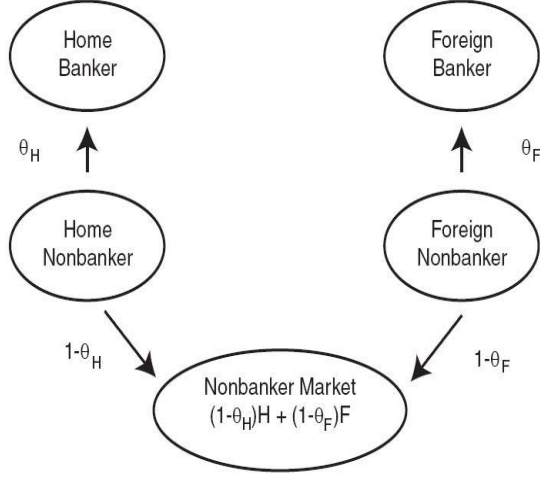 Home
Banker
Foreign
Banker
θH
θF
Home
Nonbanker
Foreign
Nonbanker
1-θH
1-θF
Nonbanker Market
(1-θH)H + (1-θF)F